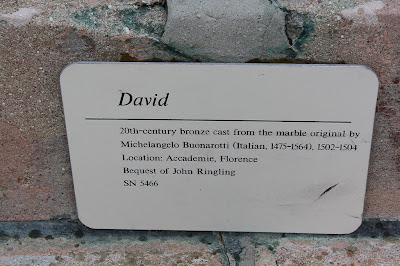 David
20th-century bronze cast from the marble original by
Michelangelo Buonarotti (Italian, 1475-1564), 1502-1504
Location: Accademie, Florence
Bequest of John Ringling
SN 5466